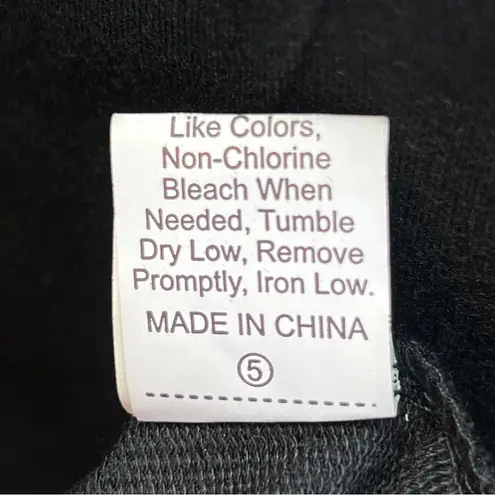 Like Colors,
Non-Chlorine
Bleach When
Needed, Tumble
Dry Low, Remove
Promptly, Iron Low.
MADE IN CHINA
⑤